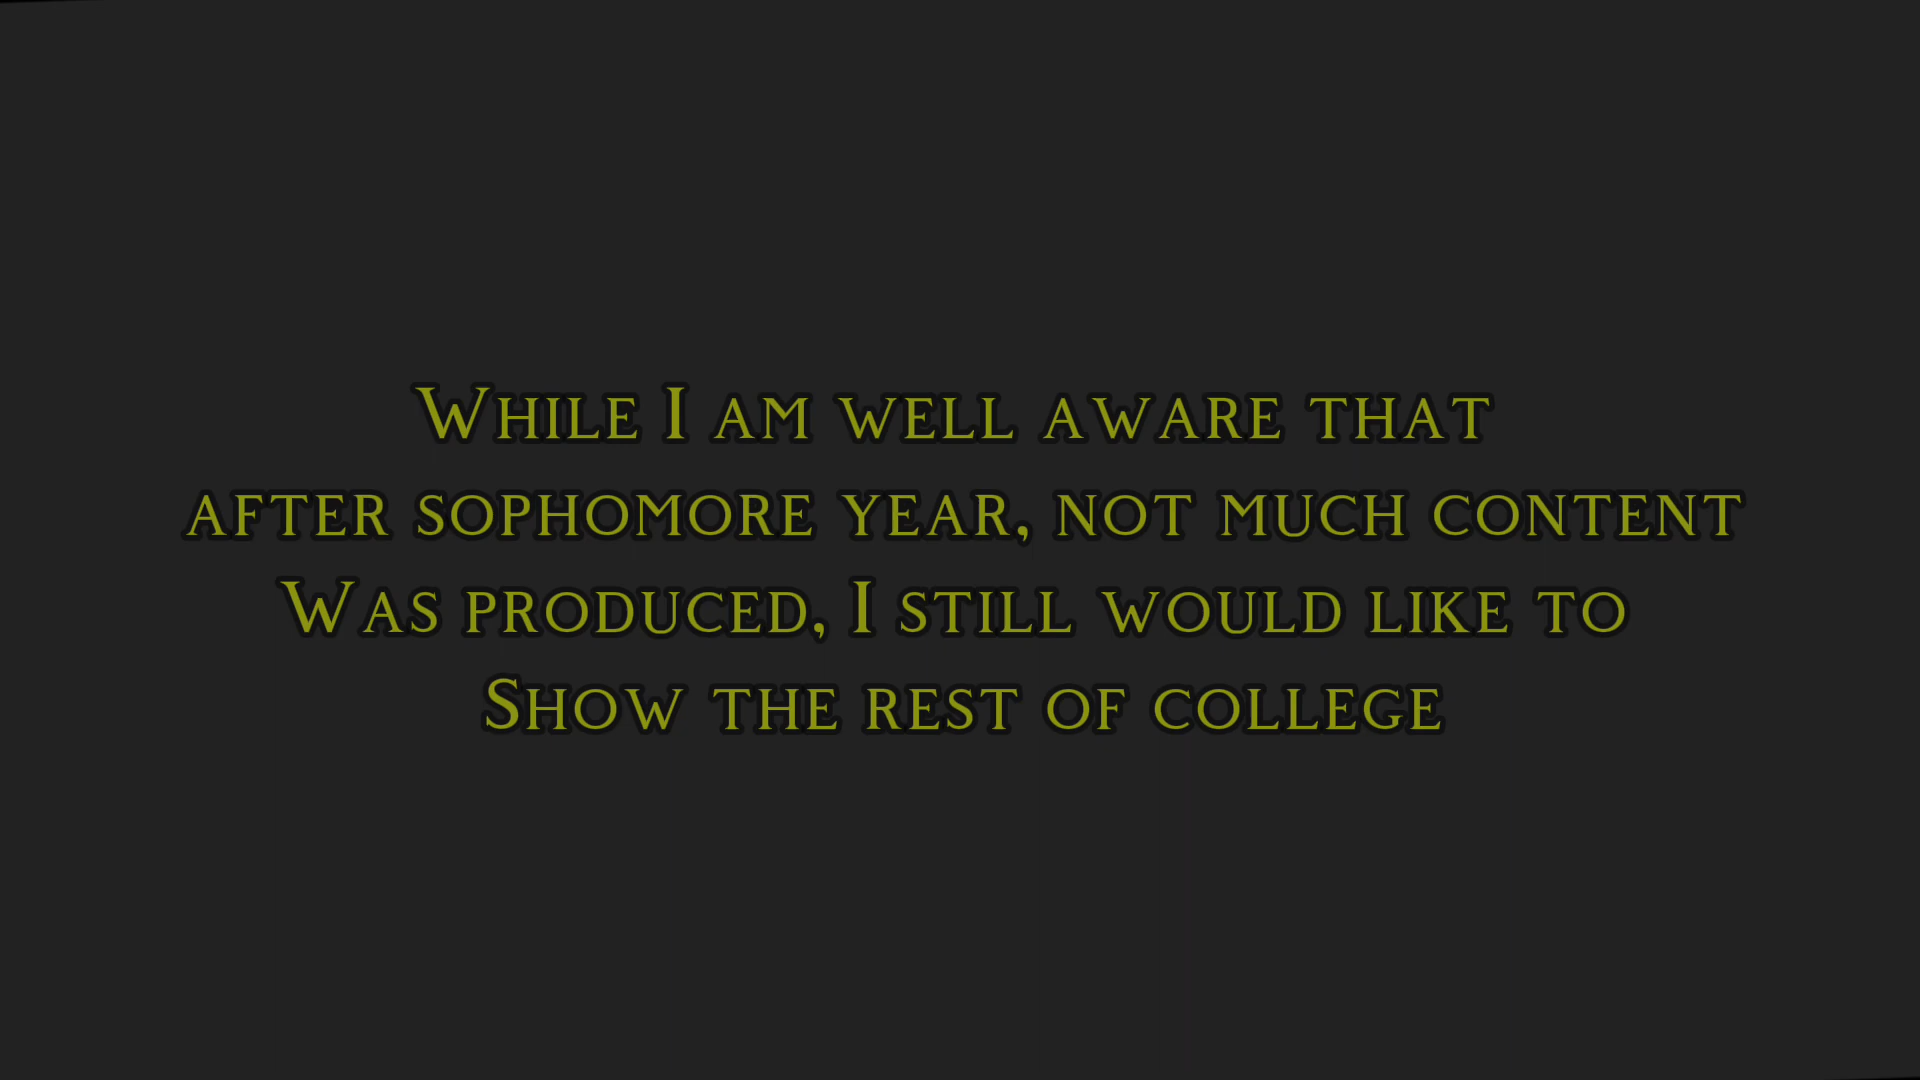 While I am well aware that
after sophomore year, not much content
Was produced, I still would like to
Show the rest of college